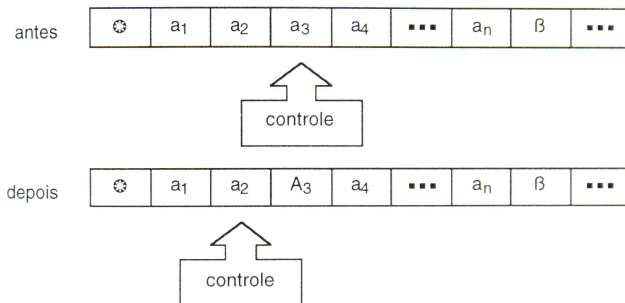 antes ⊛ a₁ a₂ a₃ a₄ ▪▪▪ aₙ ß ▪▪▪
controle
depois ⊛ a₁ a₂ A₃ a₄ ▪▪▪ aₙ ß ▪▪▪
controle